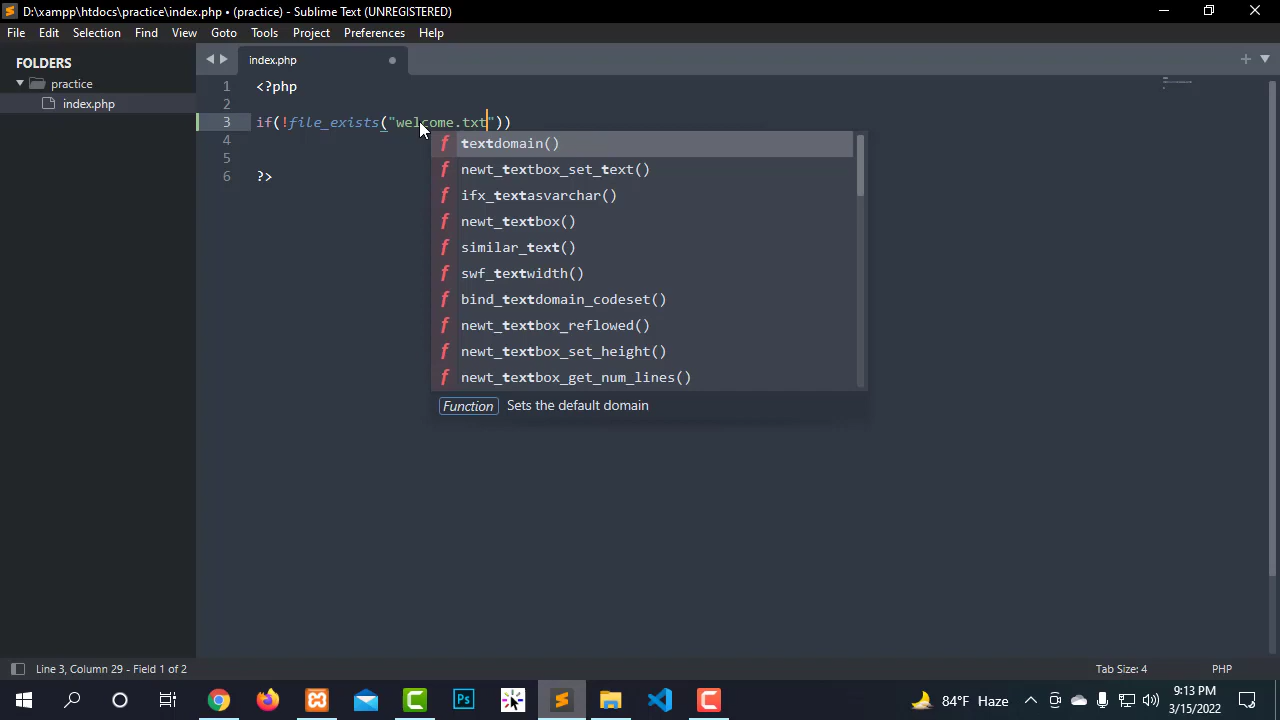 D:\xampp\htdocs\practice\index.php • (practice) - Sublime Text (UNREGISTERED)
File Edit Selection Find View Goto Tools Project Preferences Help
FOLDERS
practice
index.php
index.php
1 <?php
2
3 if(!file_exists("welcome.txt"))
4
5
6 ?>
f textdomain()
f newt_textbox_set_text()
f ifx_textasvarchar()
f newt_textbox()
f similar_text()
f swf_textwidth()
f bind_textdomain_codeset()
f newt_textbox_reflowed()
f newt_textbox_set_height()
f newt_textbox_get_num_lines()
Function Sets the default domain
Line 3, Column 29 - Field 1 of 2
Tab Size: 4
PHP
Ps
84°F Haze
9:13 PM
3/15/2022